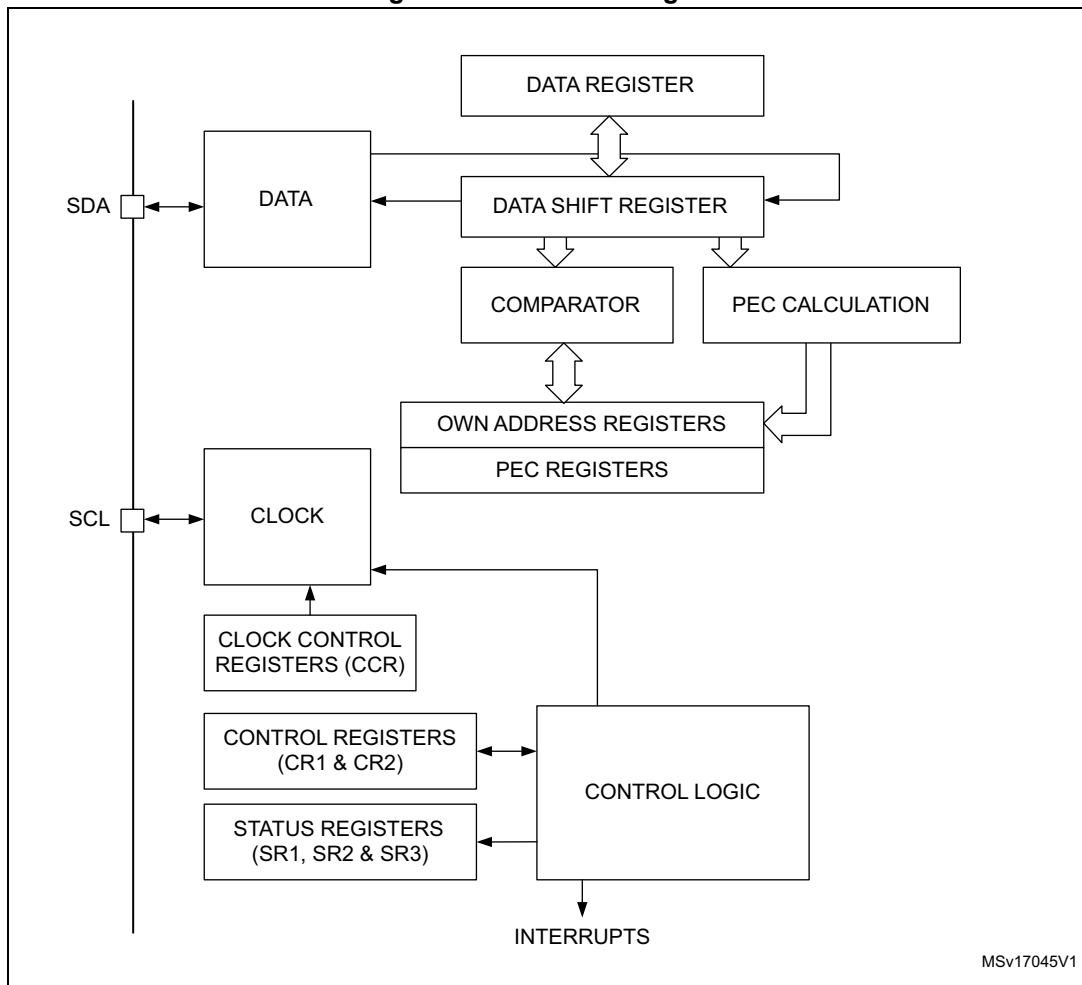 DATA REGISTER
SDA
DATA
DATA SHIFT REGISTER
COMPARATOR
PEC CALCULATION
OWN ADDRESS REGISTERS
PEC REGISTERS
SCL
CLOCK
CLOCK CONTROL
REGISTERS (CCR)
CONTROL REGISTERS
(CR1 & CR2)
CONTROL LOGIC
STATUS REGISTERS
(SR1, SR2 & SR3)
INTERRUPTS
MSv17045V1